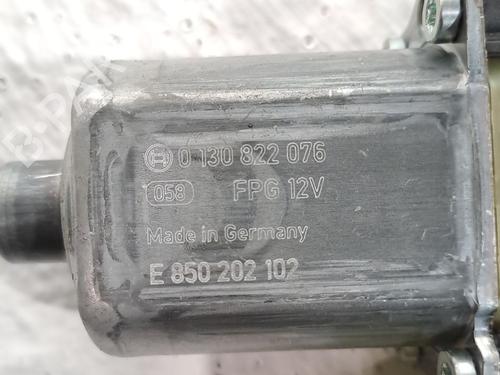 0 130 822 076
058 FPG 12V
Made in Germany
E 850 202 102